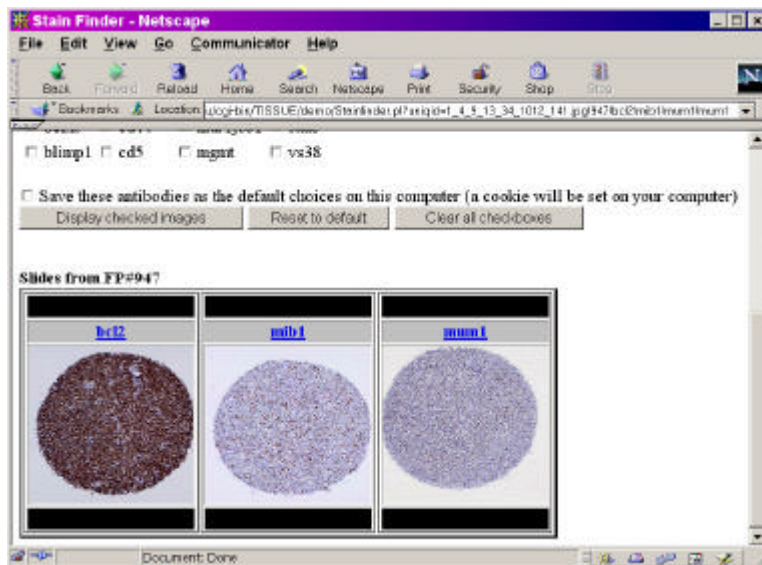 Stain Finder - Netscape
File Edit View Go Communicator Help
Back Forward Reload Home Search Netscape Print Security Shop Stop
Bookmarks Location:
blimp1 cd5 mgmt vs38
Save these antibodies as the default choices on this computer (a cookie will be set on your computer)
Display checked images Reset to default Clear all checkboxes
Slides from FP#947
bcl2 mib1 mum1
Document: Done